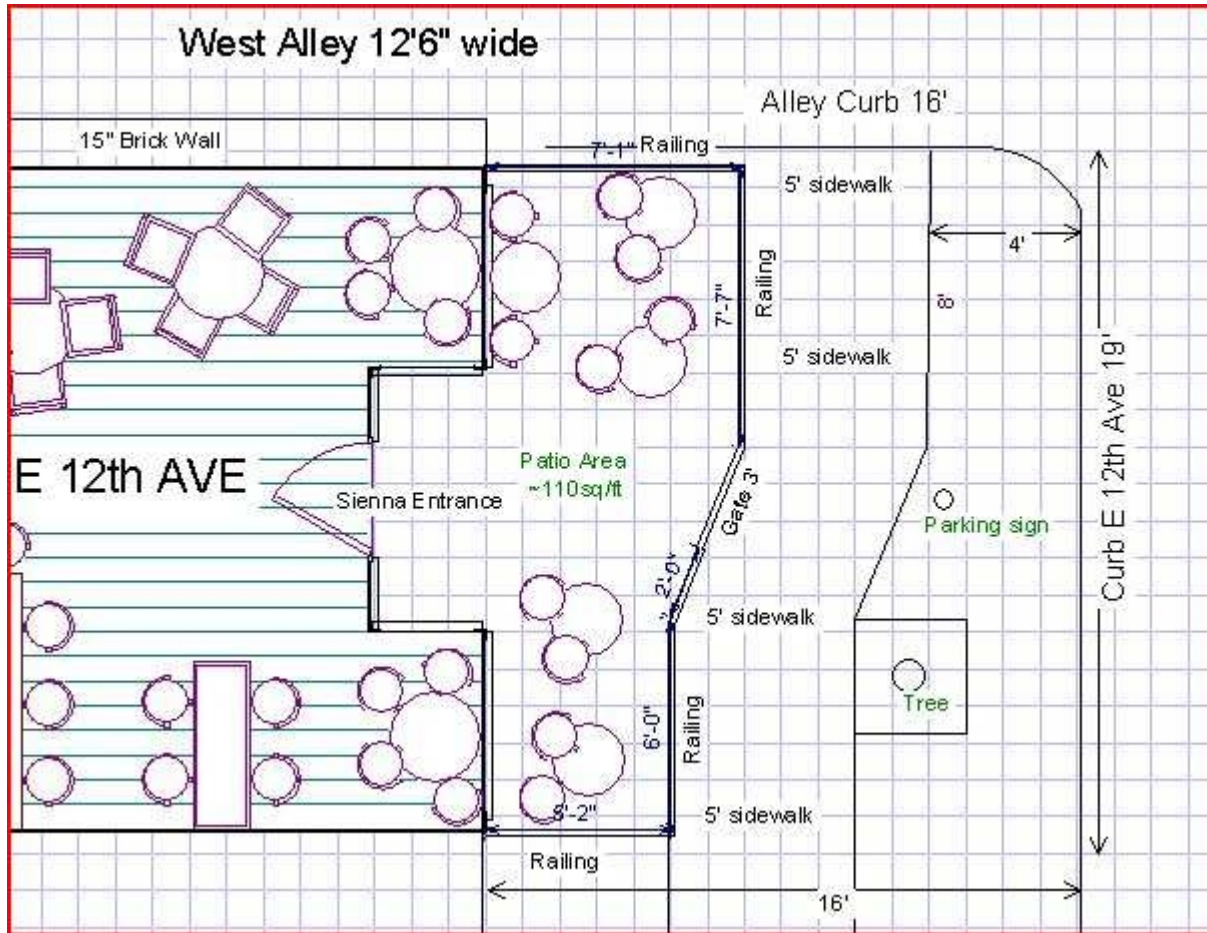 West Alley 12'6" wide
Alley Curb 16'
15" Brick Wall
7'-1"
Railing
5' sidewalk
4'
Railing
7'-7"
8'
5' sidewalk
Curb E 12th Ave 19'
E 12th AVE
Sienna Entrance
Patio Area
~110sq/ft
Gate 3'
Parking sign
2'-0"
5' sidewalk
Tree
6'-0"
Railing
5' sidewalk
Railing
16'